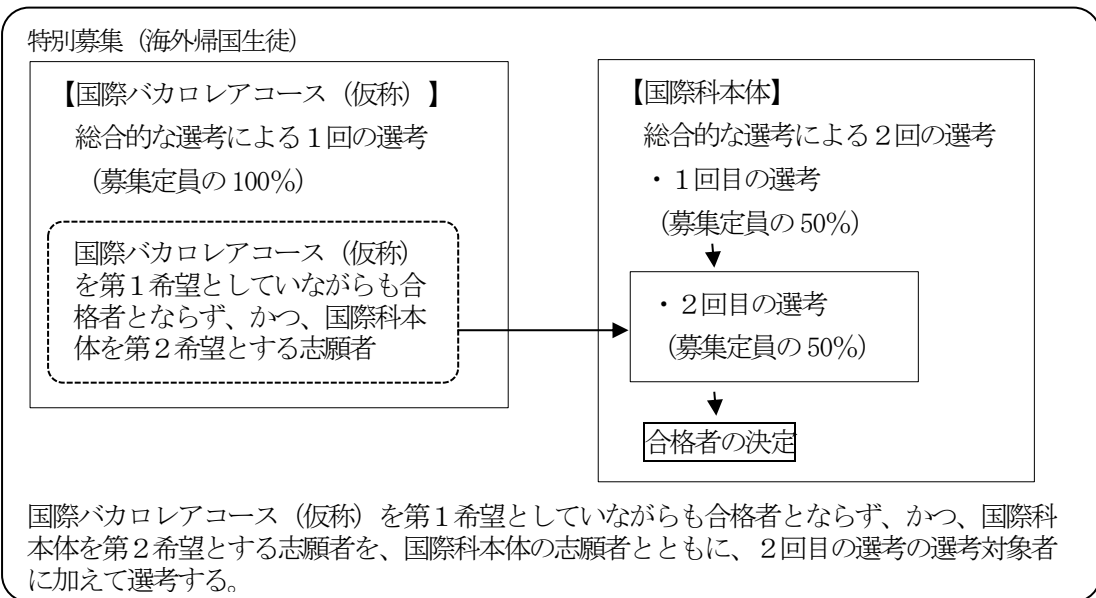 特別募集(海外帰国生徒)
【国際バカロレアコース(仮称)】
総合的な選考による１回の選考
(募集定員の 100%)
国際バカロレアコース(仮称)
を第１希望としていながらも合
格者とならず、かつ、国際科本
体を第２希望とする志願者
【国際科本体】
総合的な選考による２回の選考
・１回目の選考
(募集定員の 50%)
・２回目の選考
(募集定員の 50%)
合格者の決定
国際バカロレアコース(仮称)を第１希望としていながらも合格者とならず、かつ、国際科
本体を第２希望とする志願者を、国際科本体の志願者とともに、２回目の選考の選考対象者
に加えて選考する。